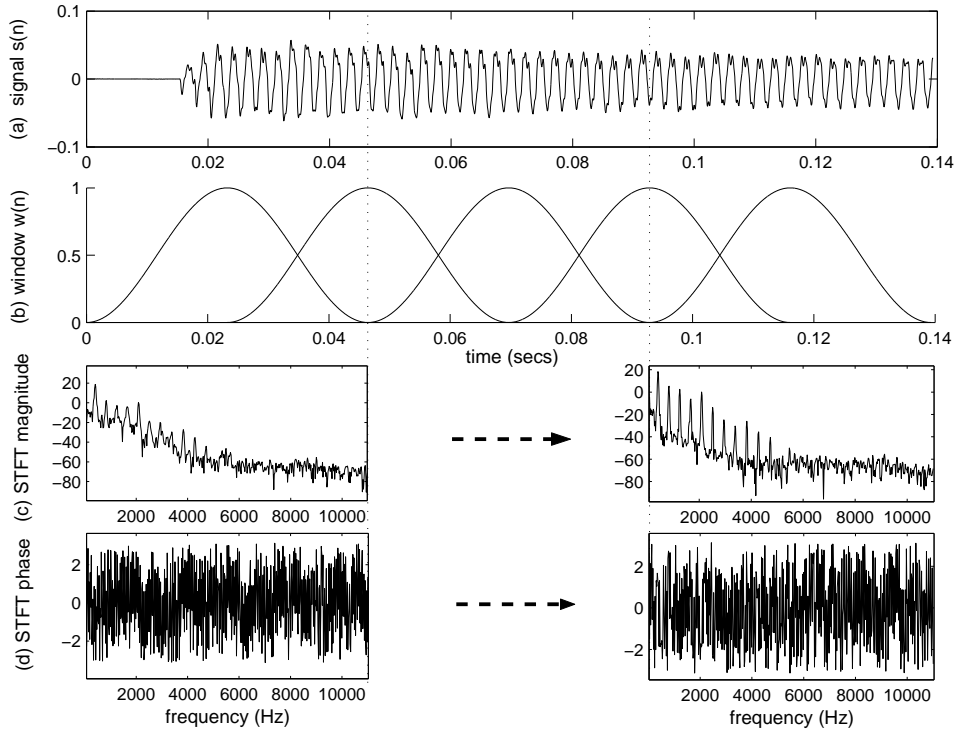 0.1
0
−0.1
(a) signal s(n)
0 0.02 0.04 0.06 0.08 0.1 0.12 0.14
1
0.5
0
(b) window w(n)
0 0.02 0.04 0.06 0.08 0.1 0.12 0.14
time (secs)
20
0
−20
−40
−60
−80
(c) STFT magnitude
2000 4000 6000 8000 10000
20
0
−20
−40
−60
−80
2000 4000 6000 8000 10000
2
0
−2
(d) STFT phase
2000 4000 6000 8000 10000
frequency (Hz)
2
0
−2
2000 4000 6000 8000 10000
frequency (Hz)